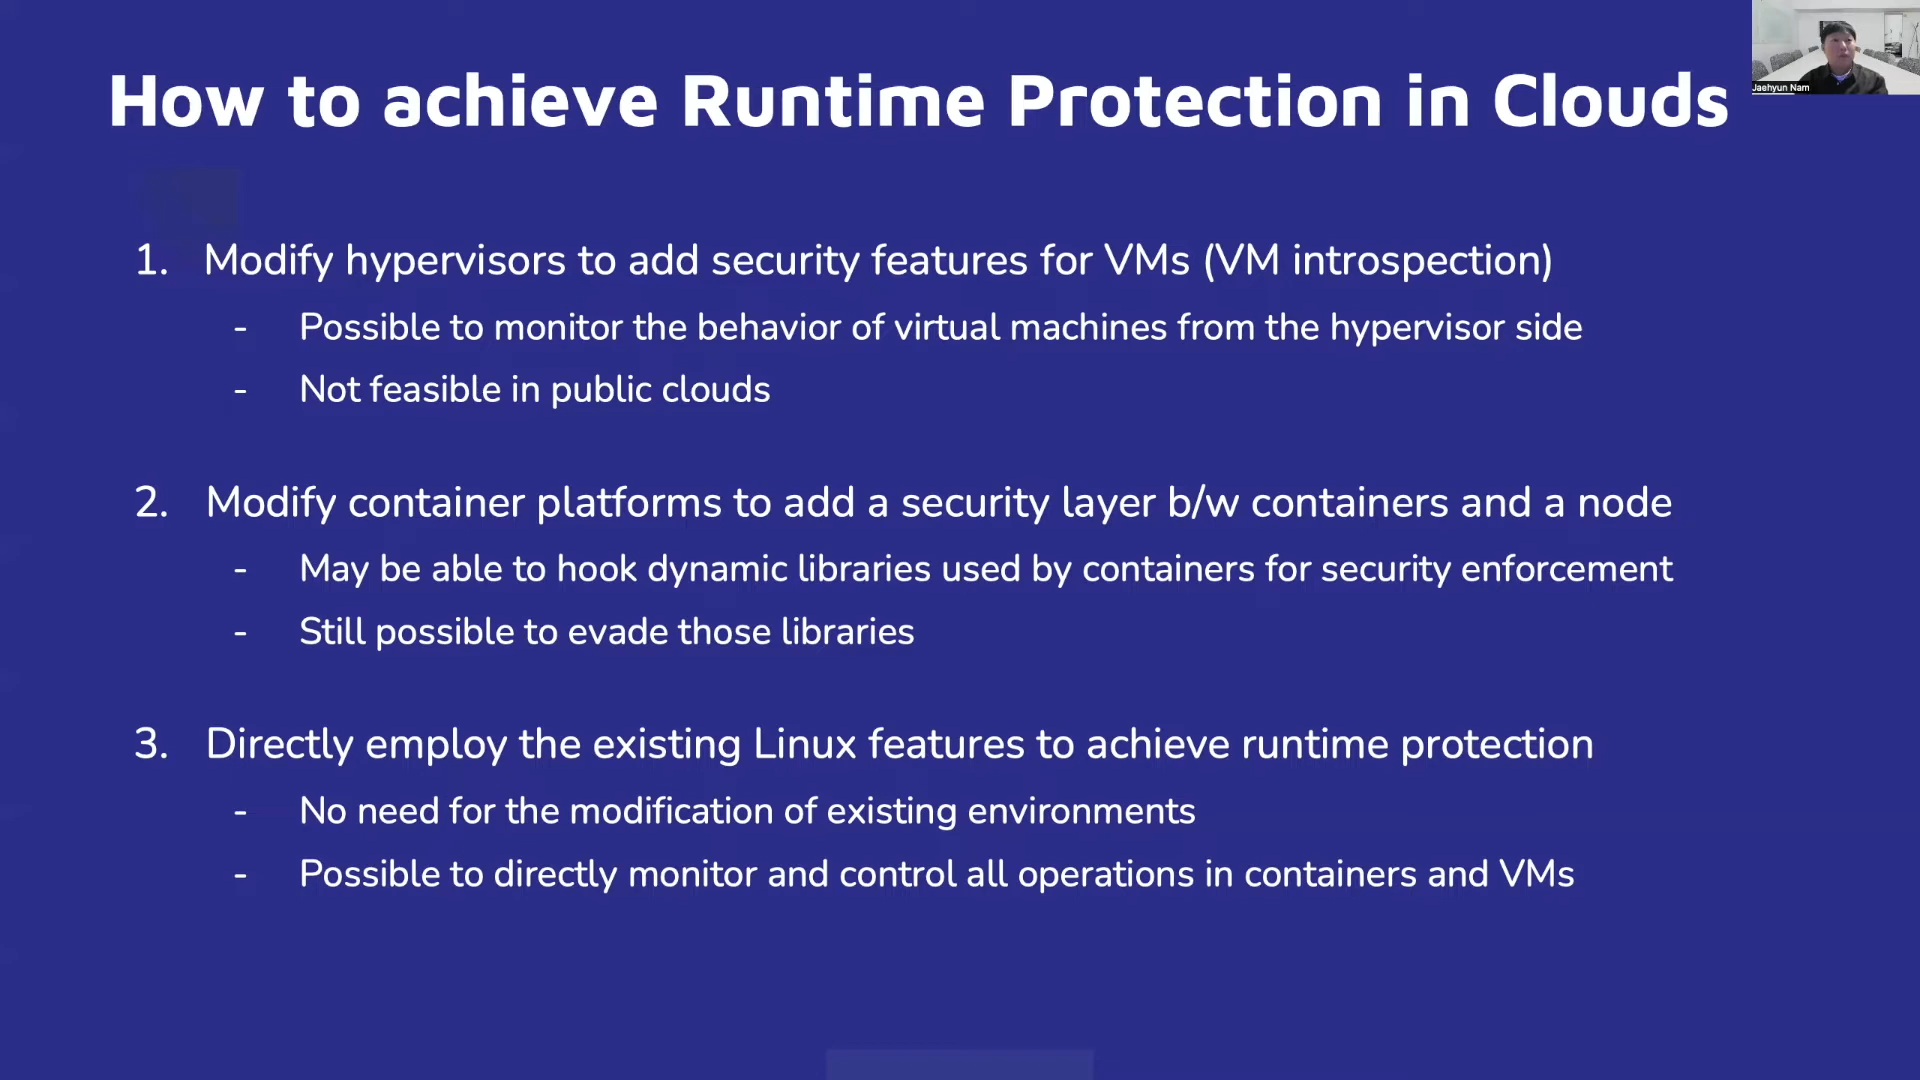 How to achieve Runtime Protection in Clouds
Jaehyun Nam
1. Modify hypervisors to add security features for VMs (VM introspection)
- Possible to monitor the behavior of virtual machines from the hypervisor side
- Not feasible in public clouds
2. Modify container platforms to add a security layer b/w containers and a node
- May be able to hook dynamic libraries used by containers for security enforcement
- Still possible to evade those libraries
3. Directly employ the existing Linux features to achieve runtime protection
- No need for the modification of existing environments
- Possible to directly monitor and control all operations in containers and VMs